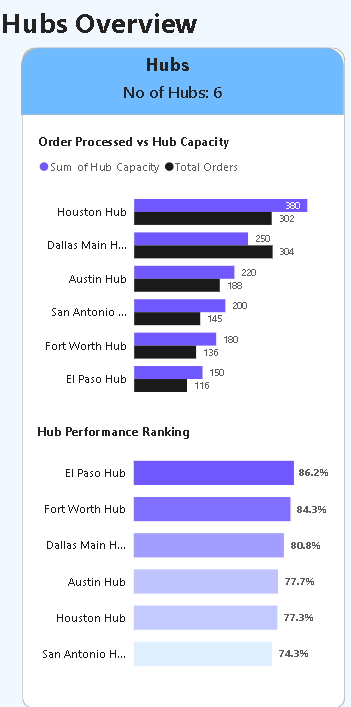 Hubs Overview
Hubs
No of Hubs: 6
Order Processed vs Hub Capacity
Sum of Hub Capacity Total Orders
Houston Hub 380
302
Dallas Main H... 250
304
Austin Hub 220
188
San Antonio ... 200
145
Fort Worth Hub 180
136
El Paso Hub 150
116
Hub Performance Ranking
El Paso Hub 86.2%
Fort Worth Hub 84.3%
Dallas Main H... 80.8%
Austin Hub 77.7%
Houston Hub 77.3%
San Antonio H... 74.3%